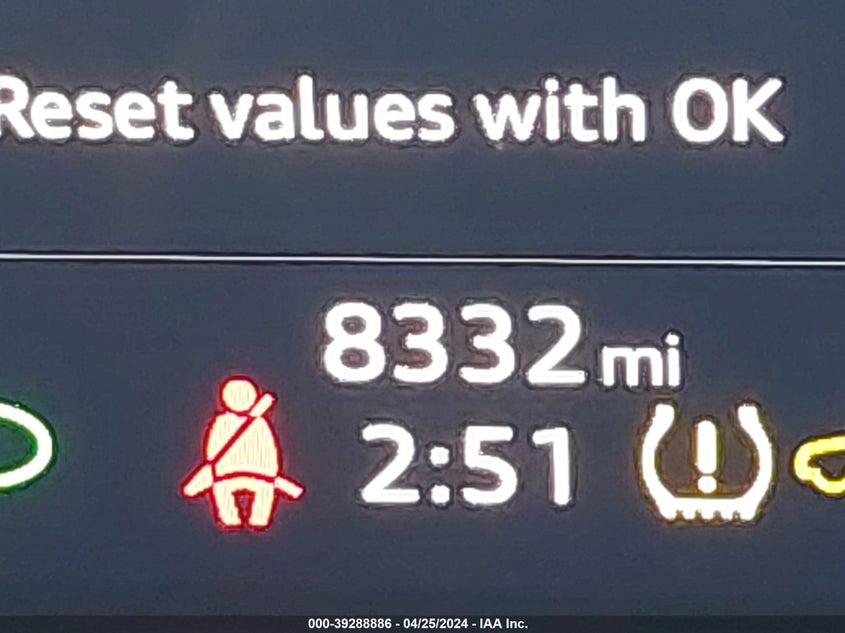 Reset values with OK
8332 mi
2:51
000-39288886 - 04/25/2024 - IAA Inc.